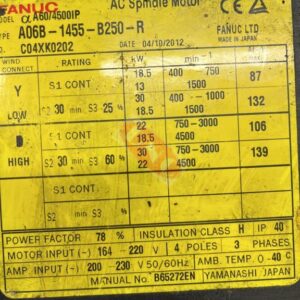 FANUC AC Spindle Motor
α A60/4500IP FANUC LTD
TYPE A06B-1455-B250-R MADE IN JAPAN
NO. C04XK0202 DATE 04/10/2012
WIND CONNECT RATING kW min
Y S1 CONT 18.5 400-1000 87
13 1500
LOW S2 30 min S3 25 % 30 400-1000 132
18.5 1500
S1 CONT 22 750-3000 106
18.5 4500
HIGH S2 30 min S3 60 % 30 750-3000 139
22 4500
S1 CONT
S2 min S3 %
POWER FACTOR 78 % INSULATION CLASS H IP 40
MOTOR INPUT (~) 164 - 220 V 4 POLES 3 PHASES
AMP. INPUT (~) 200 - 230 V 50/60Hz AMB.TEMP. 0-40 °C
MANUAL No. B65272EN YAMANASHI JAPAN